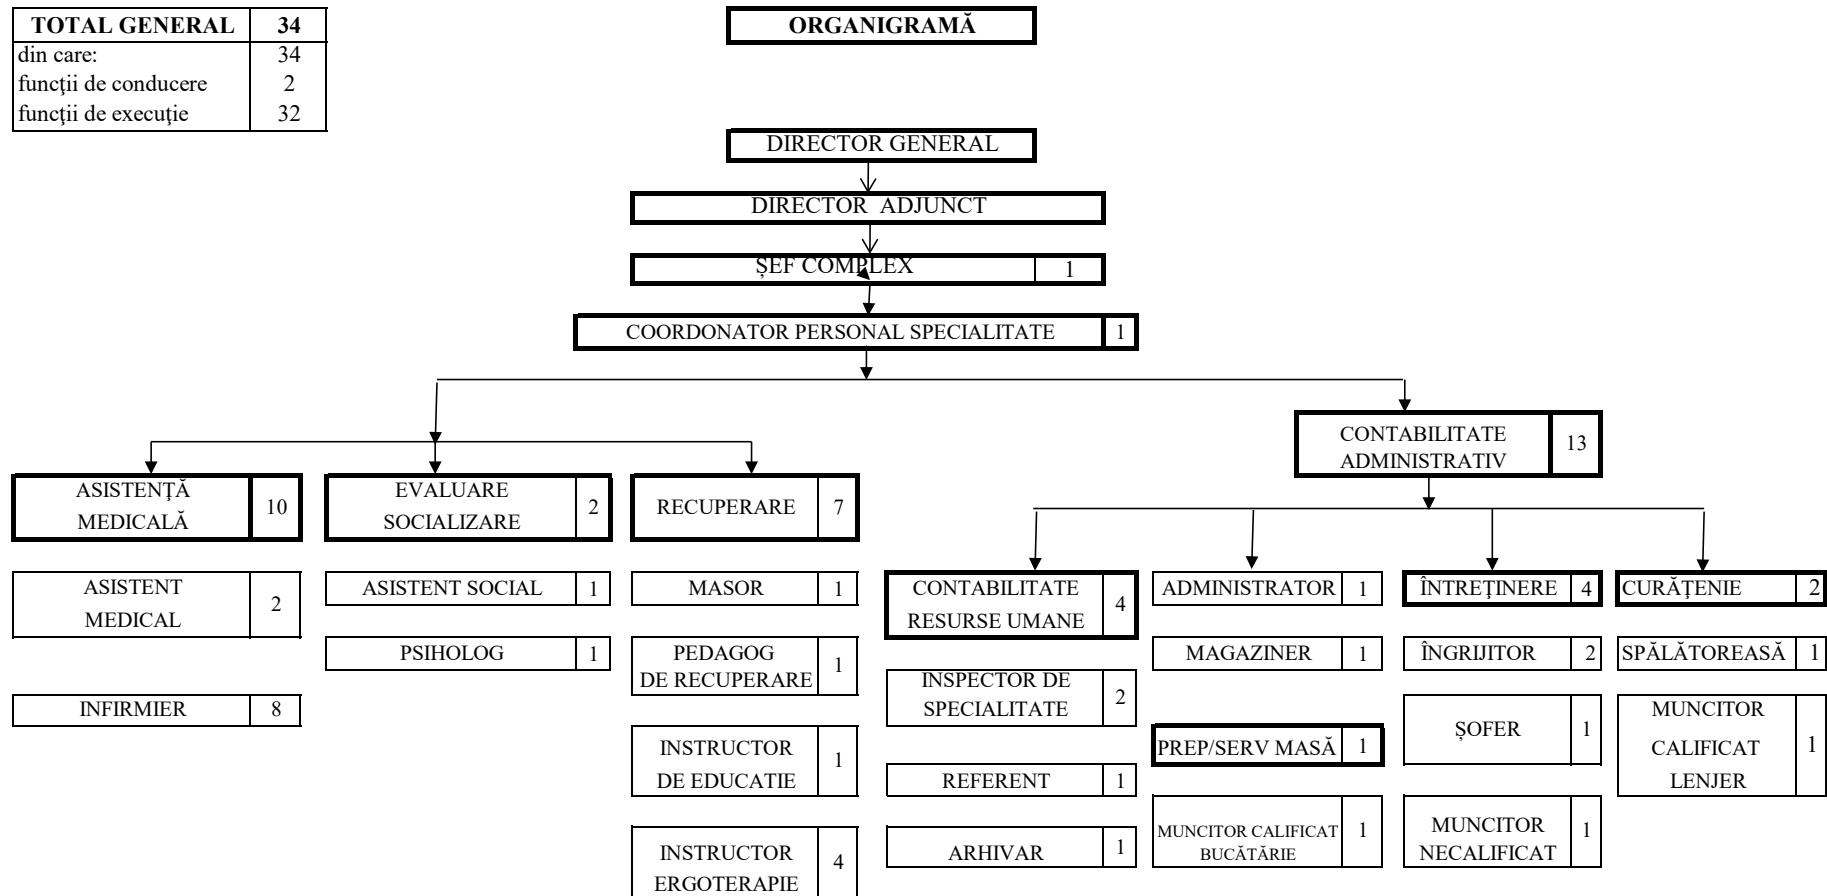 TOTAL GENERAL 34
din care: 34
funcţii de conducere 2
funcţii de execuţie 32
ORGANIGRAMĂ
DIRECTOR GENERAL
DIRECTOR ADJUNCT
ȘEF COMPLEX 1
COORDONATOR PERSONAL SPECIALITATE 1
CONTABILITATE
ADMINISTRATIV
13
ASISTENŢĂ
MEDICALĂ
10
EVALUARE
SOCIALIZARE
2
RECUPERARE 7
ASISTENT
MEDICAL
2
INFIRMIER 8
ASISTENT SOCIAL 1
PSIHOLOG 1
MASOR 1
PEDAGOG
DE RECUPERARE
1
INSTRUCTOR
DE EDUCATIE
1
INSTRUCTOR
ERGOTERAPIE
4
CONTABILITATE
RESURSE UMANE
4
INSPECTOR DE
SPECIALITATE
2
REFERENT 1
ARHIVAR 1
ADMINISTRATOR 1
MAGAZINER 1
PREP/SERV MASĂ 1
MUNCITOR CALIFICAT
BUCĂTĂRIE
1
ÎNTREŢINERE 4
ÎNGRIJITOR 2
ȘOFER 1
MUNCITOR
NECALIFICAT
1
CURĂŢENIE 2
SPĂLĂTOREASĂ 1
MUNCITOR
CALIFICAT
LENJER
1